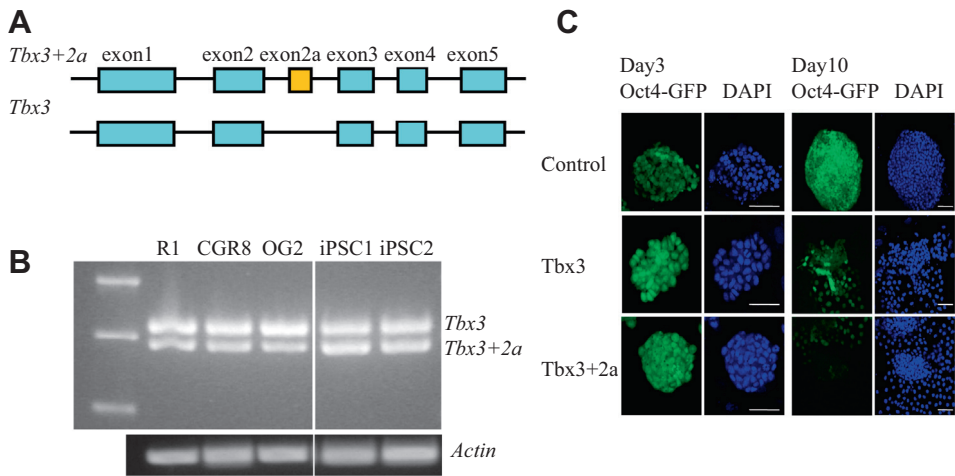 A
Tbx3+2a
exon1 exon2 exon2a exon3 exon4 exon5
Tbx3
B
R1 CGR8 OG2 iPSC1 iPSC2
Tbx3
Tbx3+2a
Actin
C
Day3 Day10
Oct4-GFP DAPI Oct4-GFP DAPI
Control
Tbx3
Tbx3+2a